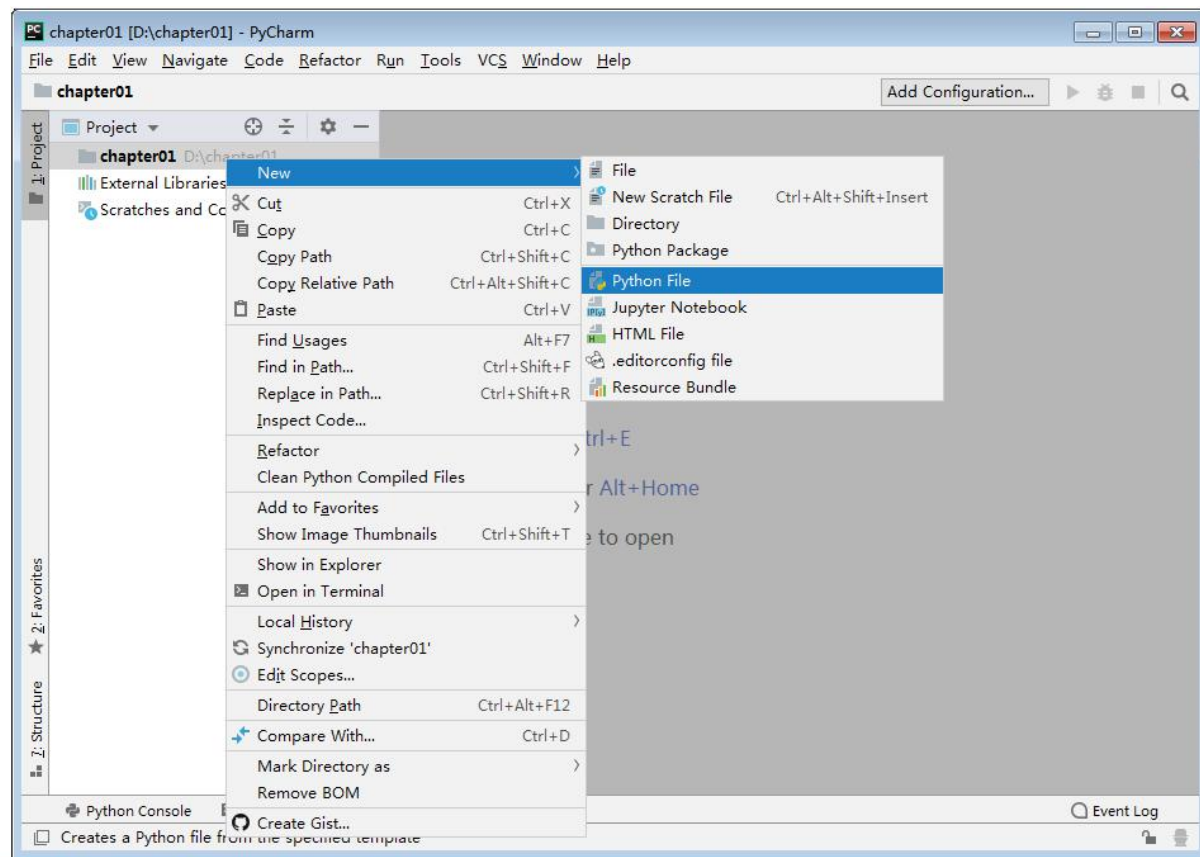 PC chapter01 [D:\chapter01] - PyCharm
File Edit View Navigate Code Refactor Run Tools VCS Window Help
chapter01 Add Configuration...
1: Project
Project
chapter01 D:\chapter01
External Libraries
Scratches and Co
New
Cut Ctrl+X
Copy Ctrl+C
Copy Path Ctrl+Shift+C
Copy Relative Path Ctrl+Alt+Shift+C
Paste Ctrl+V
Find Usages Alt+F7
Find in Path... Ctrl+Shift+F
Replace in Path... Ctrl+Shift+R
Inspect Code...
Refactor
Clean Python Compiled Files
Add to Favorites
Show Image Thumbnails Ctrl+Shift+T
Show in Explorer
Open in Terminal
Local History
Synchronize 'chapter01'
Edit Scopes...
Directory Path Ctrl+Alt+F12
Compare With... Ctrl+D
Mark Directory as
Remove BOM
Create Gist...
File
New Scratch File Ctrl+Alt+Shift+Insert
Directory
Python Package
Python File
Jupyter Notebook
HTML File
.editorconfig file
Resource Bundle
trl+E
r Alt+Home
e to open
2: Favorites
7: Structure
Python Console
Event Log
Creates a Python file from the specified template